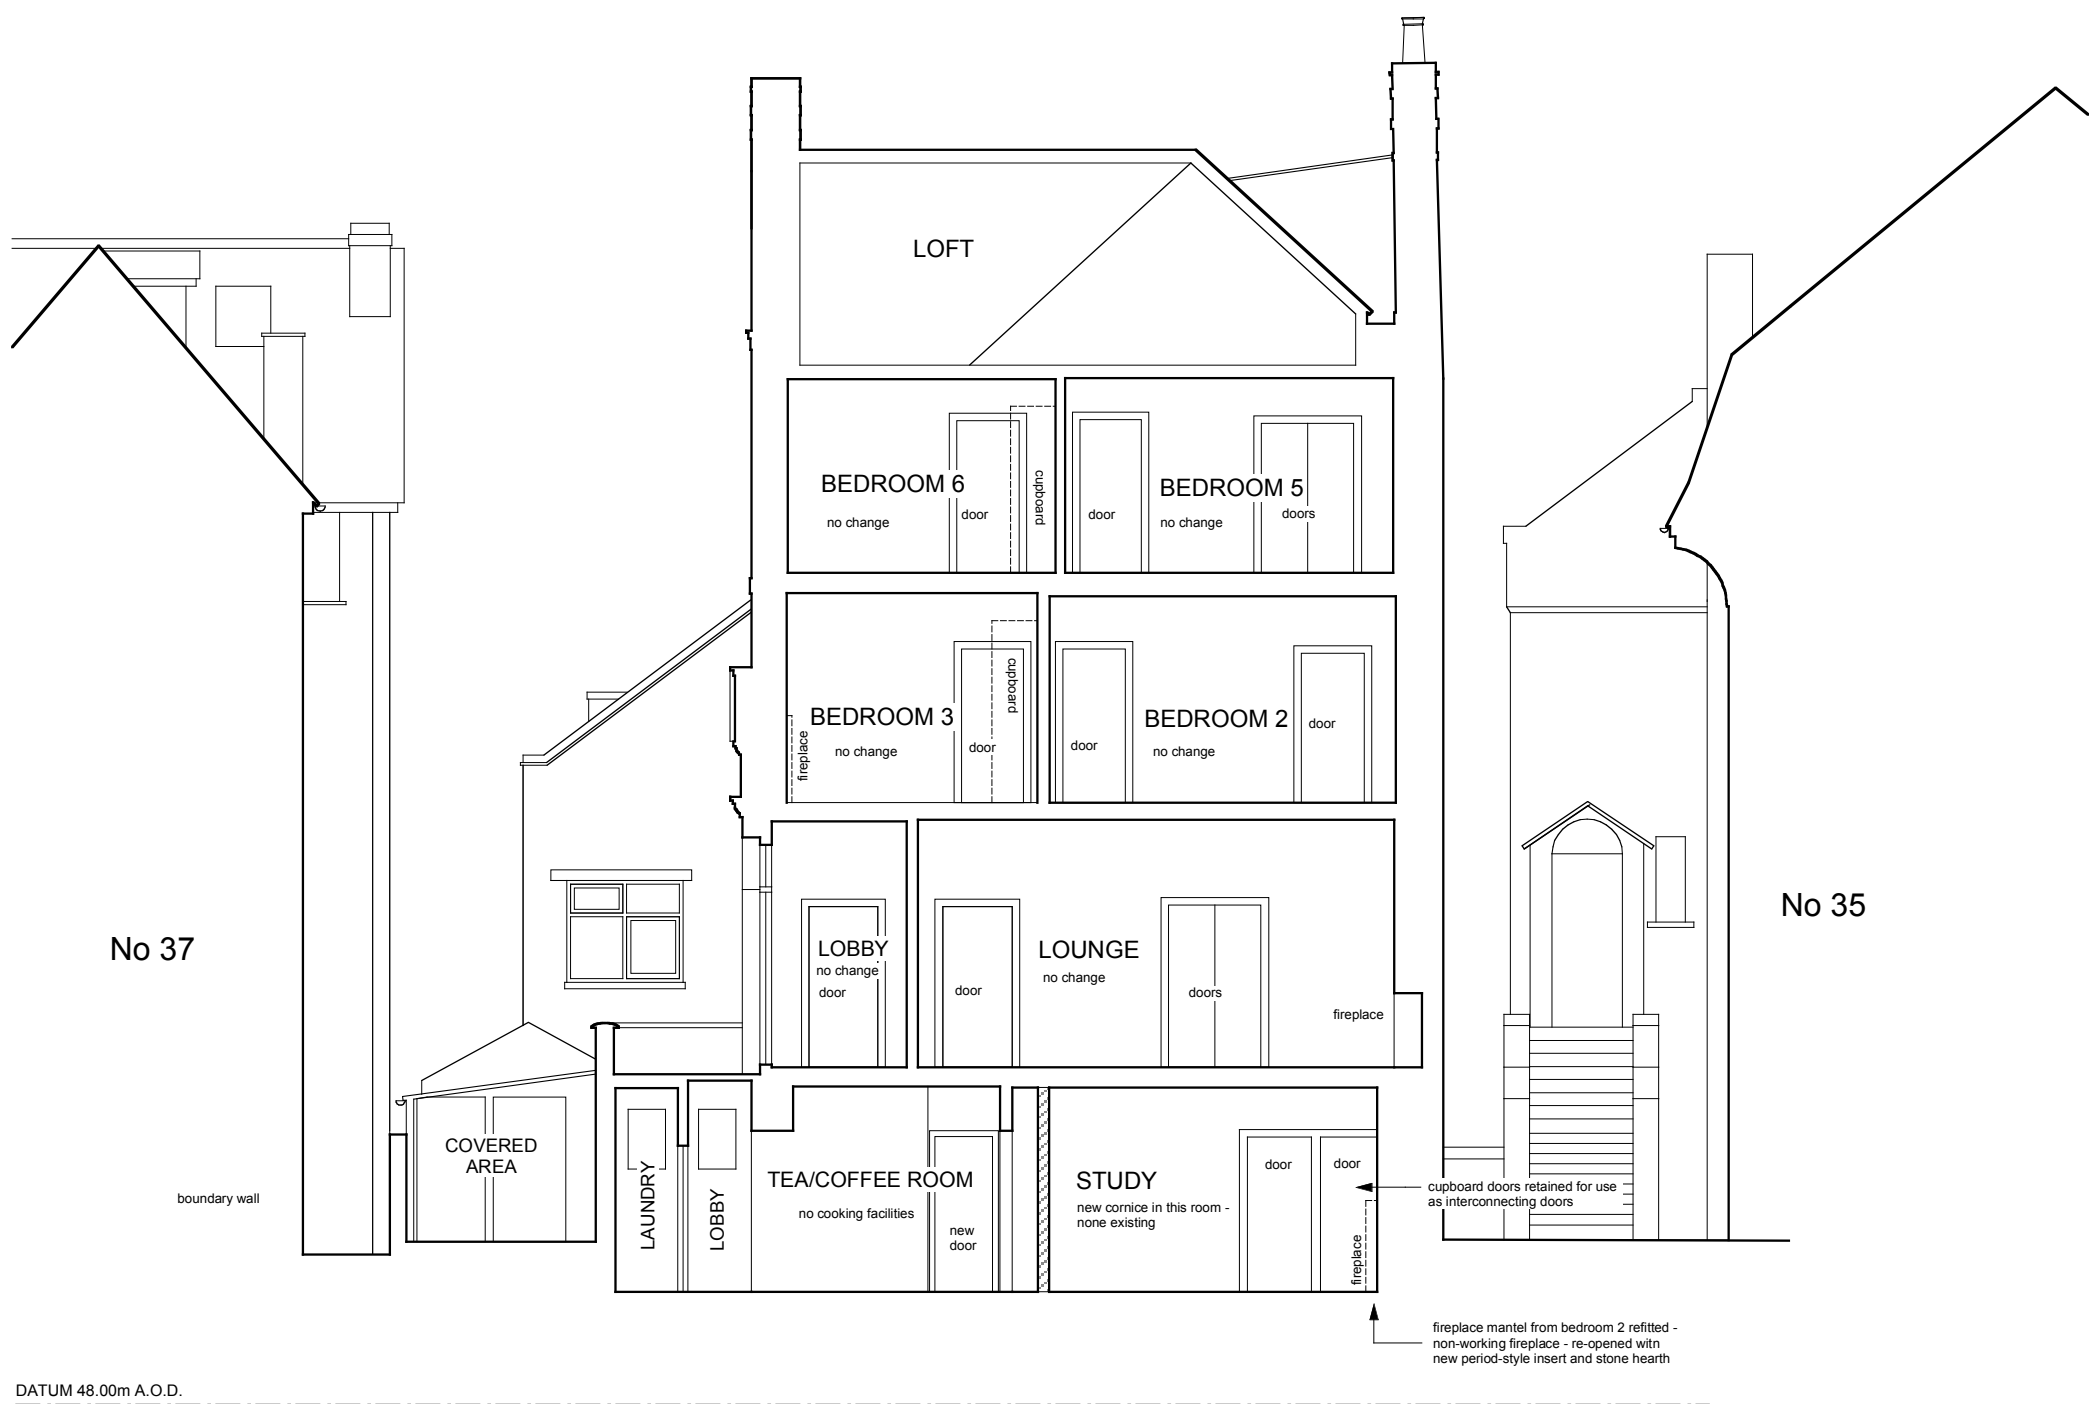 LOFT
BEDROOM 6
no change
door
cupboard
BEDROOM 5
no change
door
doors
BEDROOM 3
no change
fireplace
door
cupboard
BEDROOM 2
no change
door
door
No 37
No 35
LOBBY
no change
door
LOUNGE
no change
door
doors
fireplace
COVERED
AREA
boundary wall
LAUNDRY
LOBBY
TEA/COFFEE ROOM
no cooking facilities
new
door
STUDY
new cornice in this room -
none existing
door
door
fireplace
cupboard doors retained for use
as interconnecting doors
fireplace mantel from bedroom 2 refitted -
non-working fireplace - re-opened witn
new period-style insert and stone hearth
DATUM 48.00m A.O.D.